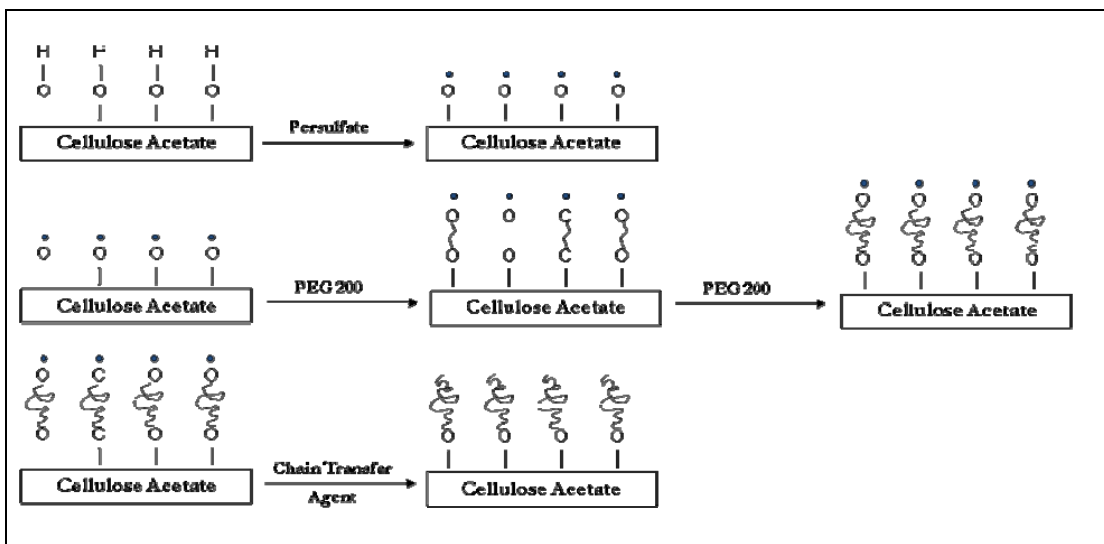 H F H H
O O O O
Cellulose Acetate
Persulfate
O O O O
Cellulose Acetate
O O O O
Cellulose Acetate
PEG 200
O O C O
O O C O
Cellulose Acetate
PEG 200
O O O O
O O O O
Cellulose Acetate
O C O O
O C O O
Cellulose Acetate
Chain Transfer
Agent
O O O O
Cellulose Acetate